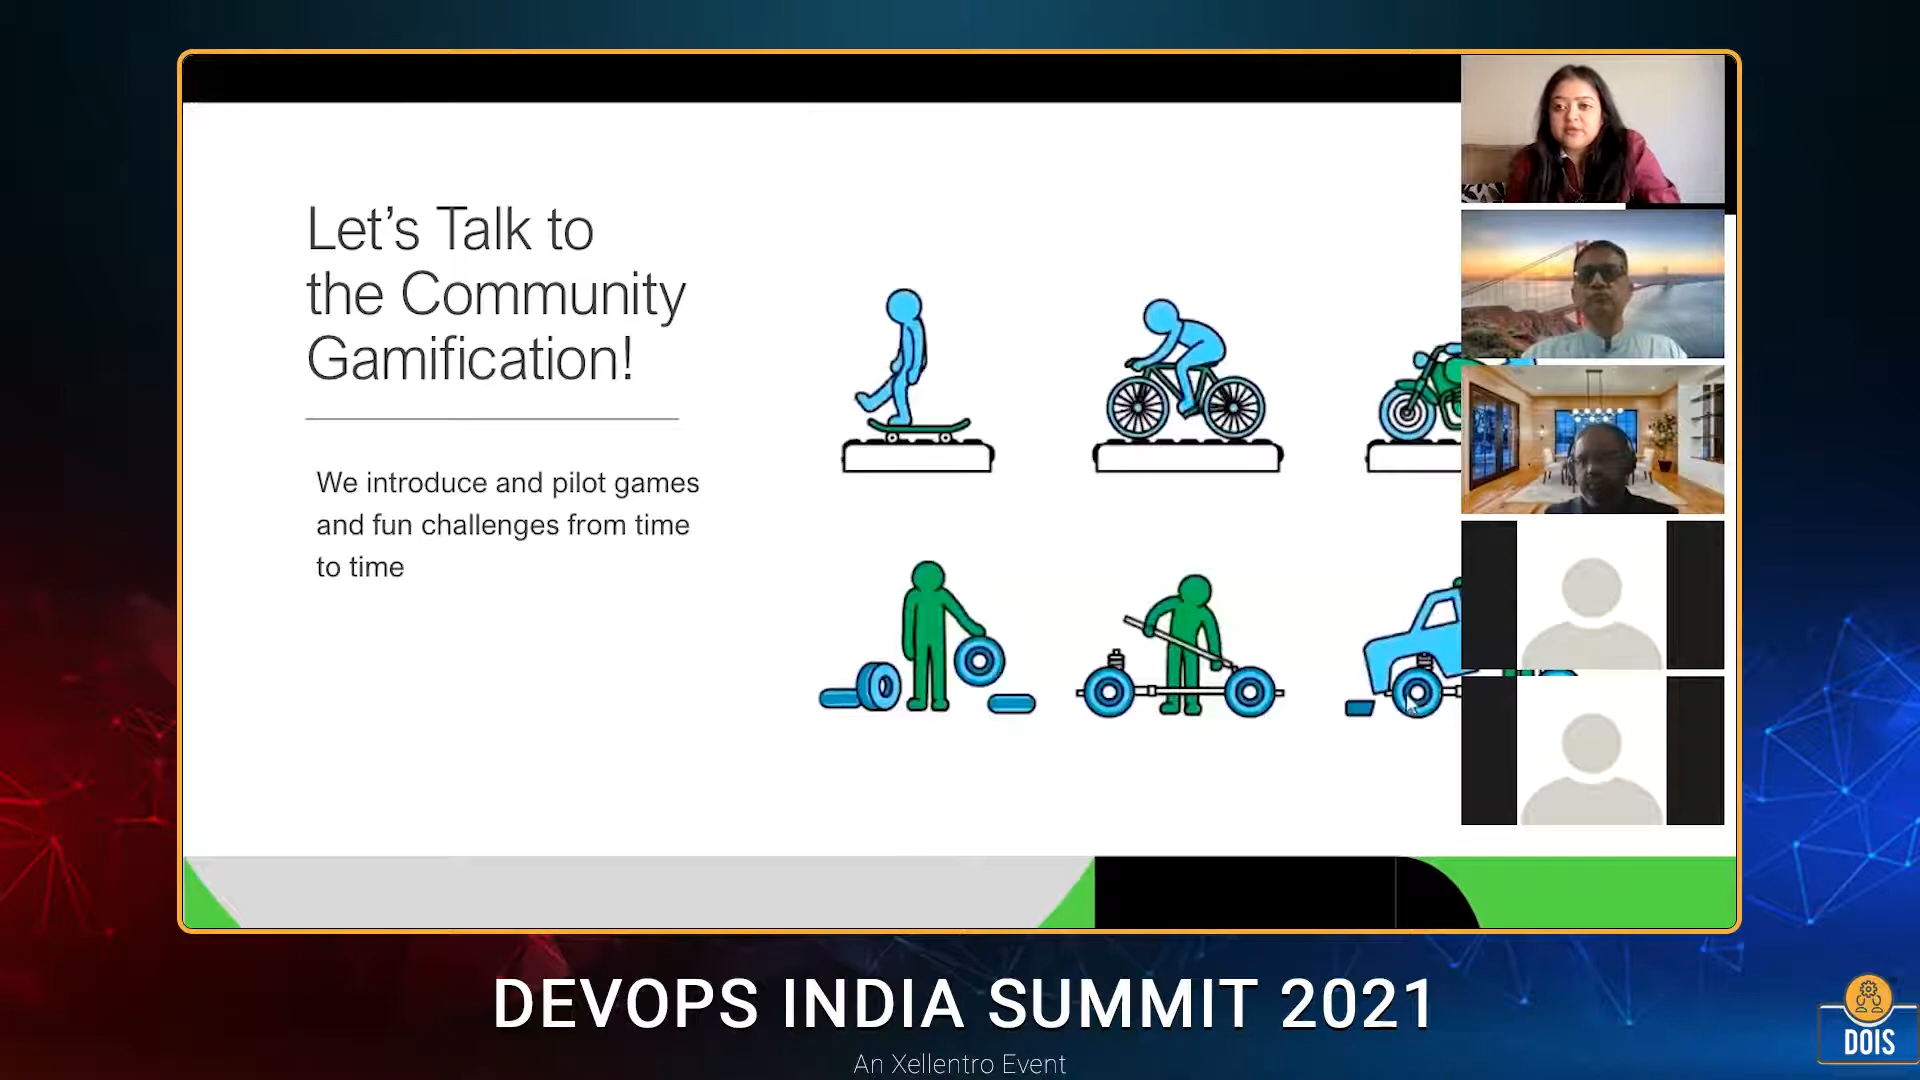 Let's Talk to
the Community
Gamification!
We introduce and pilot games
and fun challenges from time
to time
DEVOPS INDIA SUMMIT 2021
An Xellentro Event
DOIS